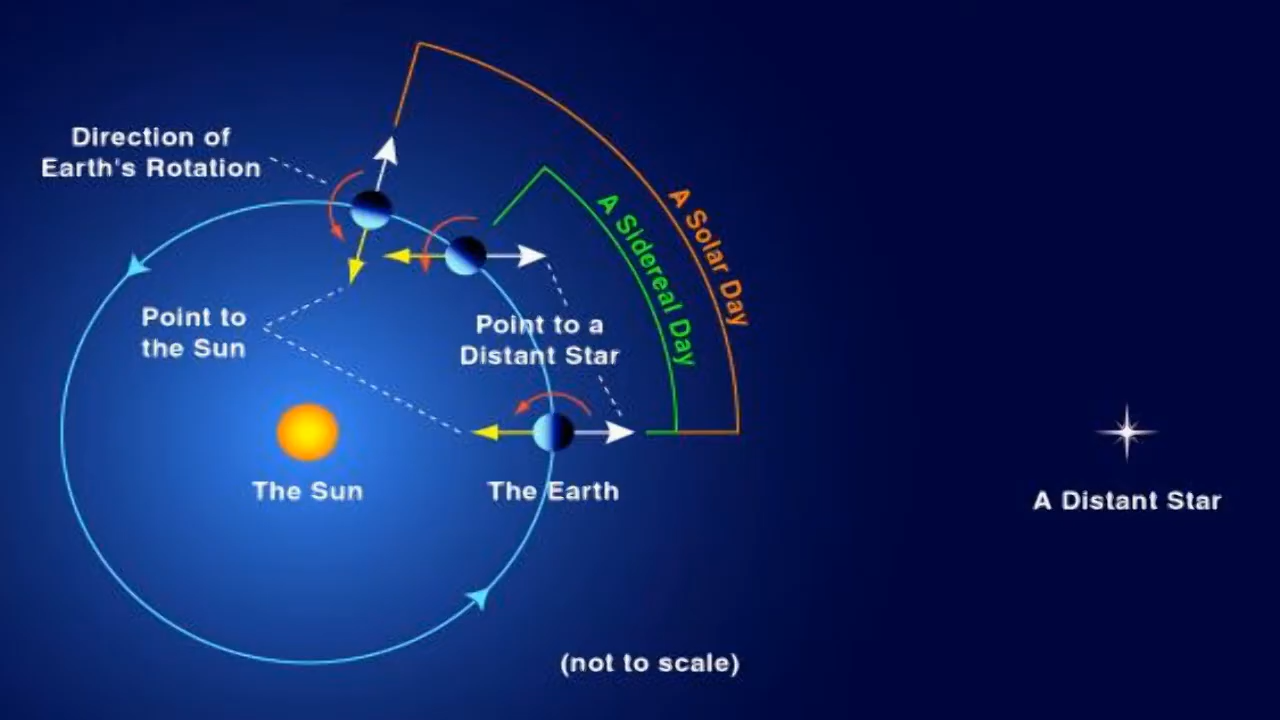 Direction of
Earth's Rotation
A Solar Day
A Sidereal Day
Point to
the Sun
Point to a
Distant Star
The Sun
The Earth
A Distant Star
(not to scale)